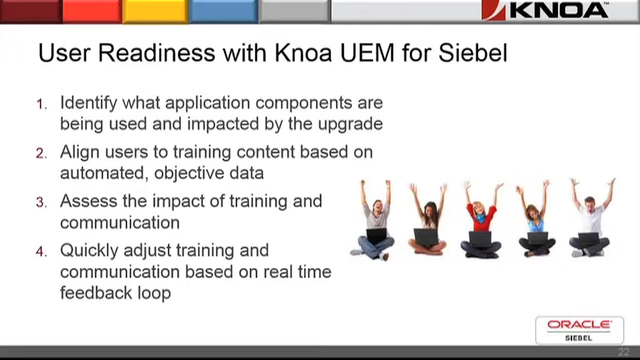 KNOA™
User Readiness with Knoa UEM for Siebel
1. Identify what application components are
being used and impacted by the upgrade
2. Align users to training content based on
automated, objective data
3. Assess the impact of training and
communication
4. Quickly adjust training and
communication based on real time
feedback loop
ORACLE
SIEBEL
22